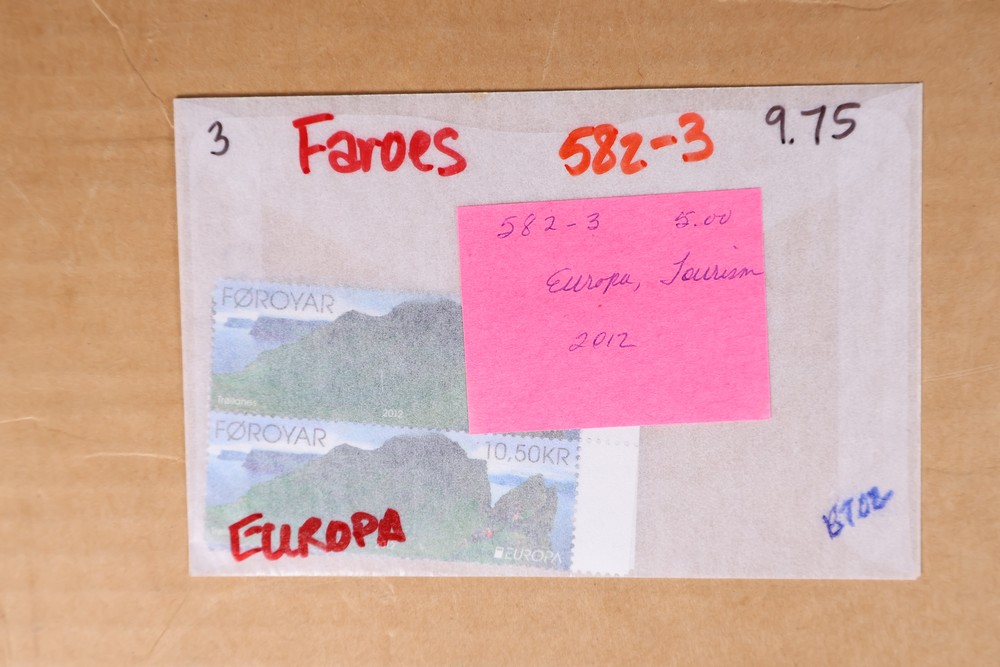 3 Faroes 582-3 9.75
582-3 5.00
Europa, Tourism
2012
FØROYAR
2012
FØROYAR 10,50KR
EUROPA
EUROPA